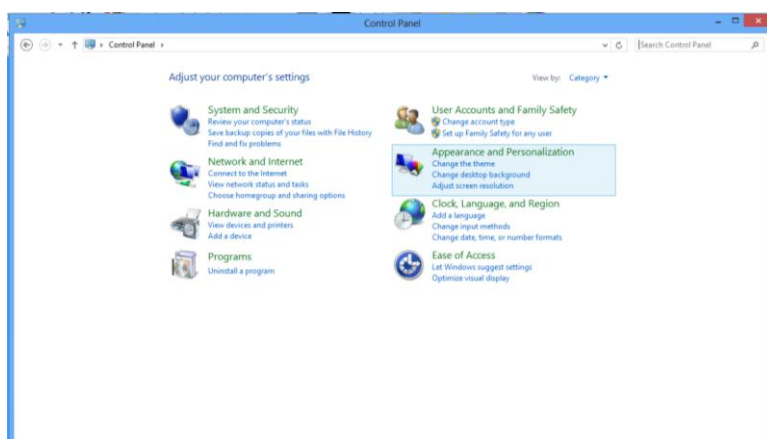 Control Panel
Control Panel
Search Control Panel
Adjust your computer's settings
View by: Category
System and Security
Review your computer's status
Save backup copies of your files with File History
Find and fix problems
Network and Internet
Connect to the Internet
View network status and tasks
Choose homegroup and sharing options
Hardware and Sound
View devices and printers
Add a device
Programs
Uninstall a program
User Accounts and Family Safety
Change account type
Set up Family Safety for any user
Appearance and Personalization
Change the theme
Change desktop background
Adjust screen resolution
Clock, Language, and Region
Add a language
Change input methods
Change date, time, or number formats
Ease of Access
Let Windows suggest settings
Optimize visual display